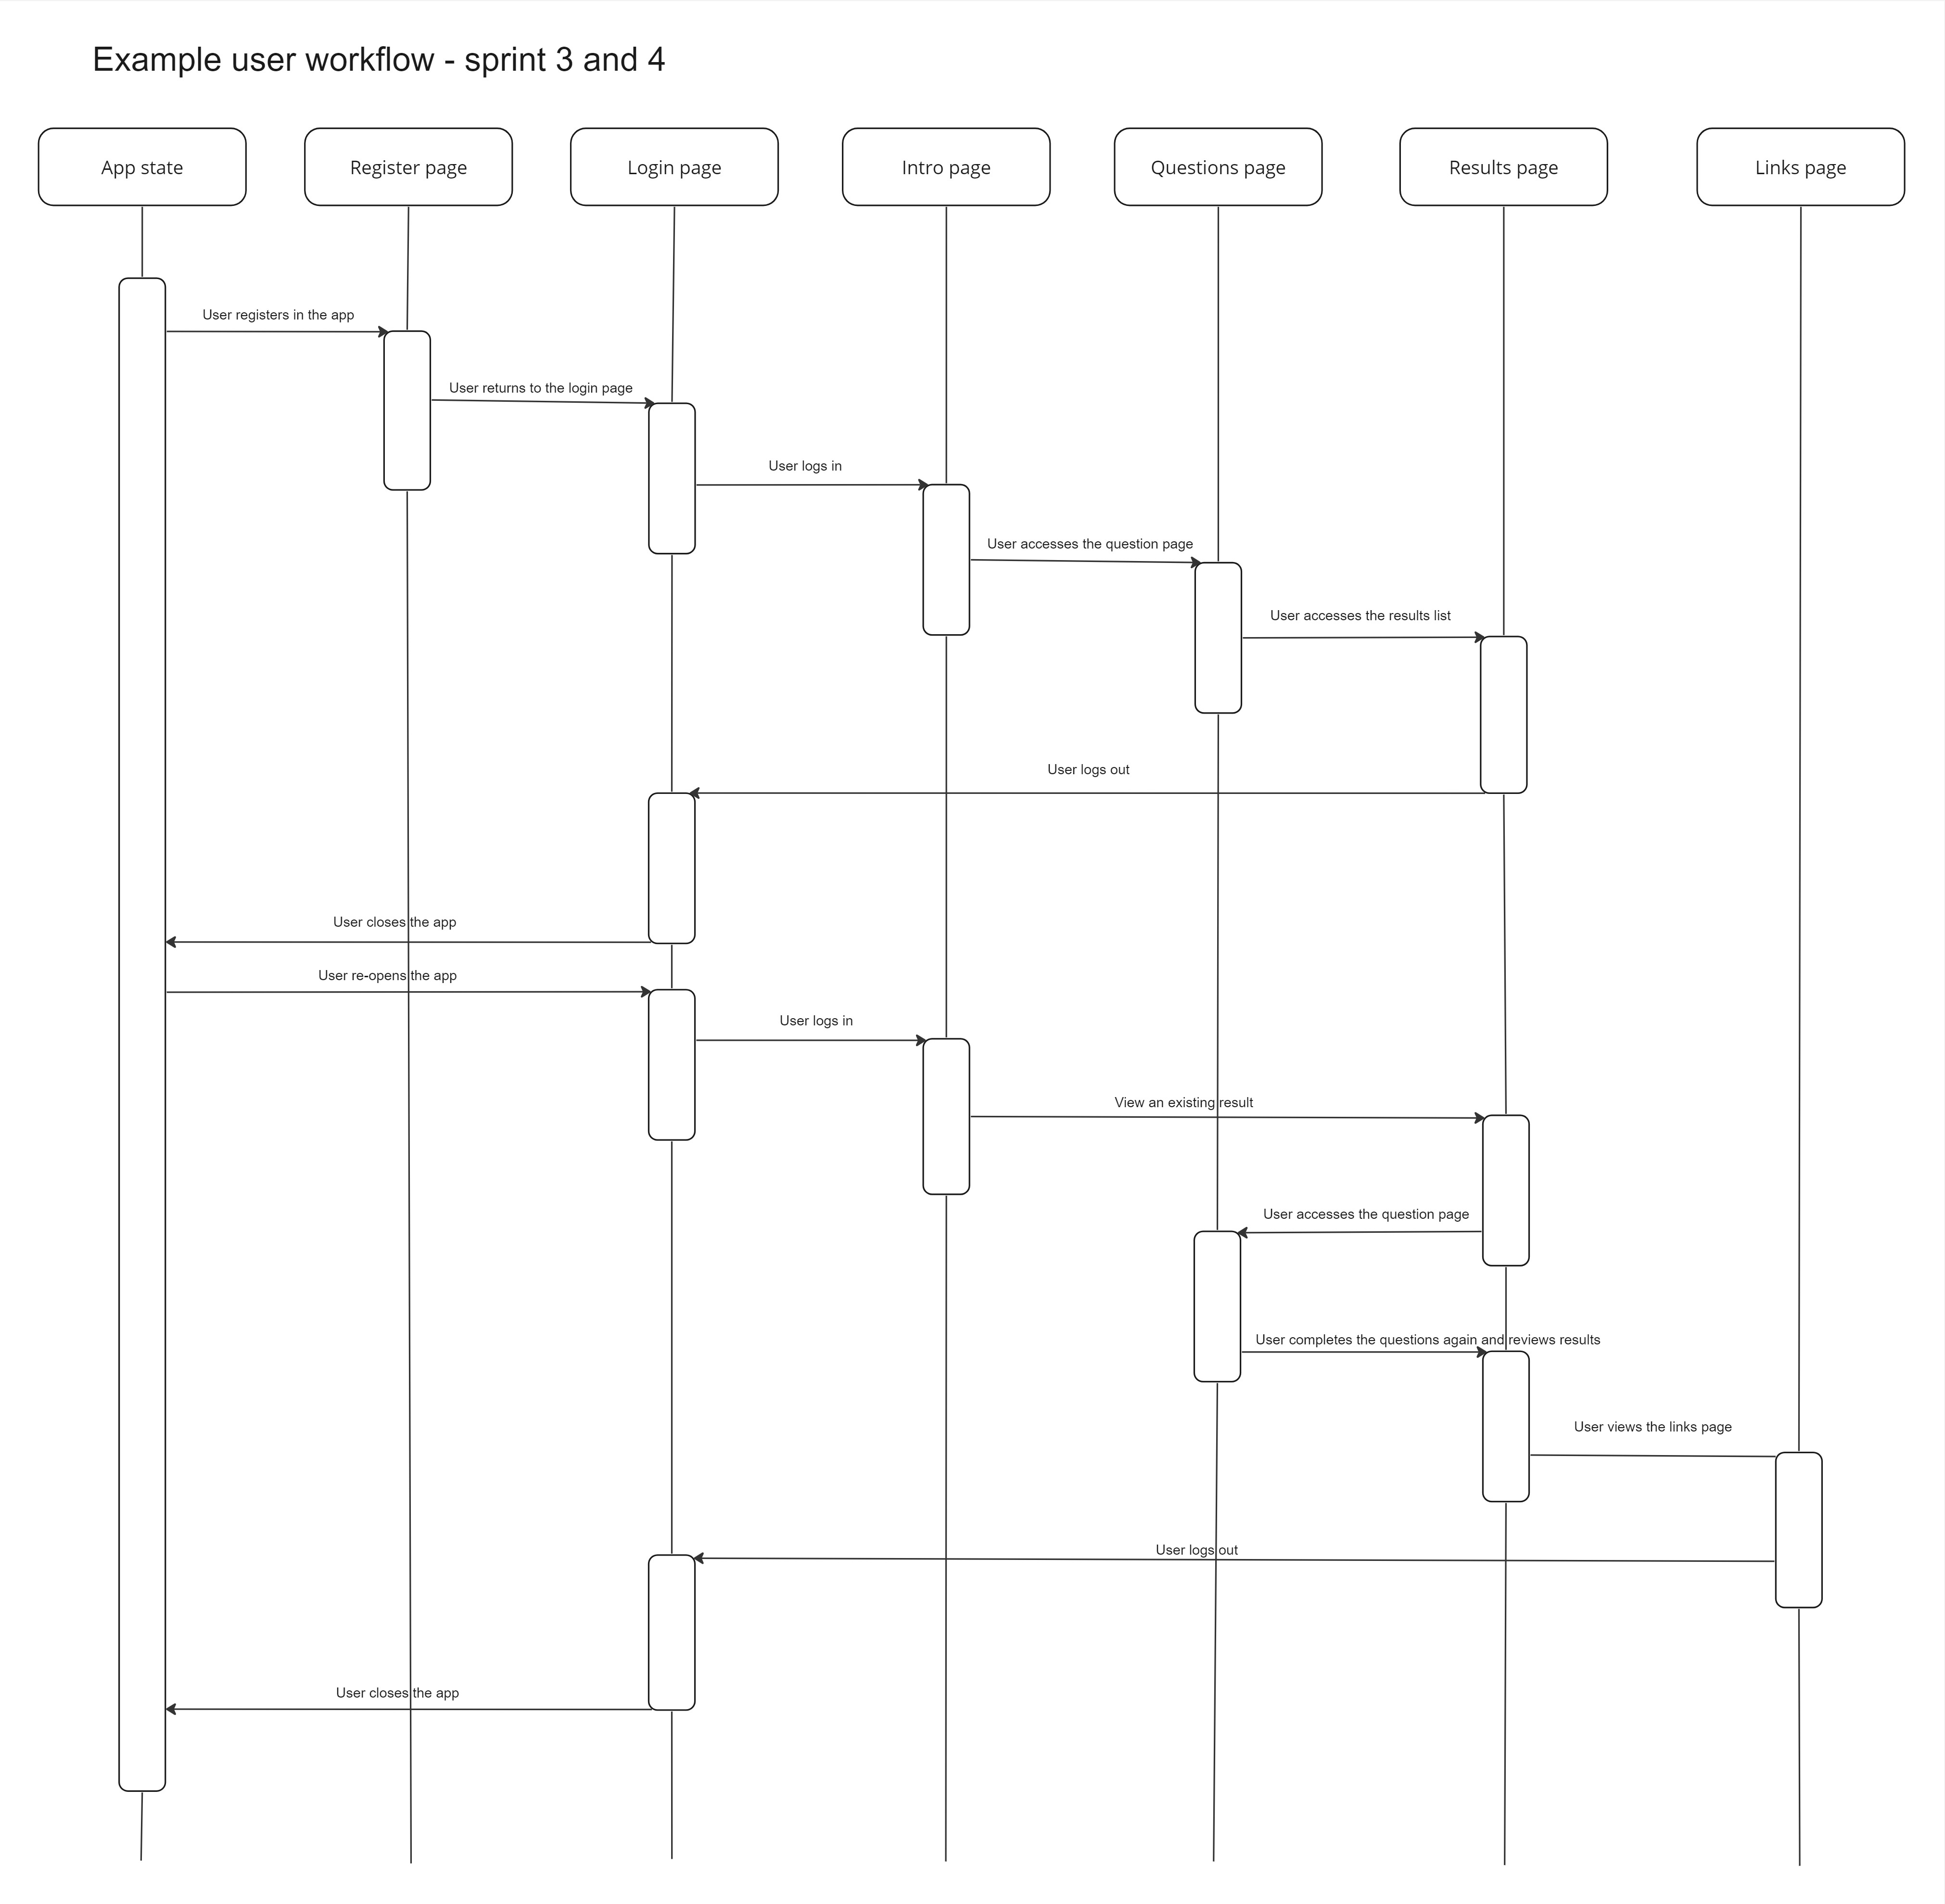 Example user workflow - sprint 3 and 4
App state
Register page
Login page
Intro page
Questions page
Results page
Links page
User registers in the app
User returns to the login page
User logs in
User accesses the question page
User accesses the results list
User logs out
User closes the app
User re-opens the app
User logs in
View an existing result
User accesses the question page
User completes the questions again and reviews results
User views the links page
User logs out
User closes the app